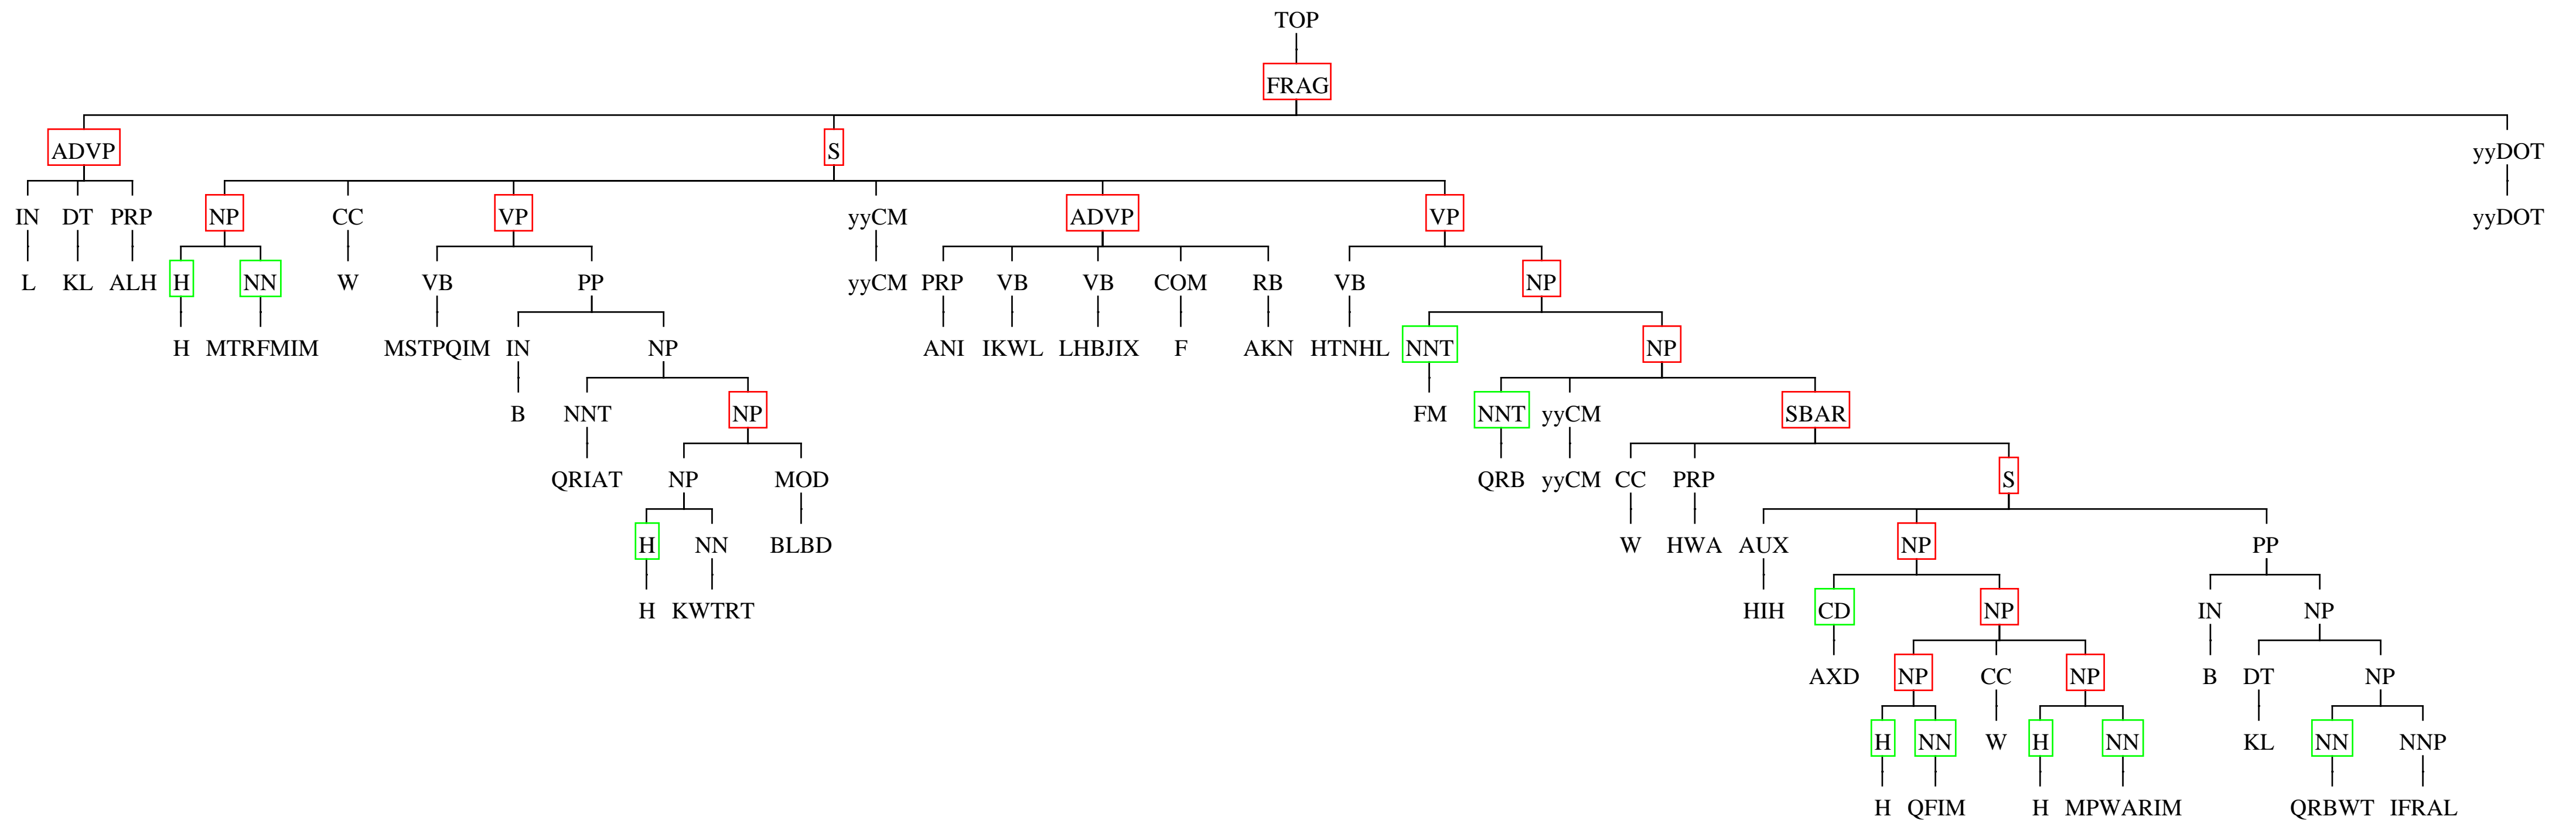 TOP
FRAG
ADVP S yyDOT
IN DT PRP NP CC VP yyCM ADVP VP yyDOT
L KL ALH H NN W VB PP yyCM PRP VB VB COM RB VB NP
H MTRFMIM MSTPQIM IN NP ANI IKWL LHBJIX F AKN HTNHL NNT NP
B NNT NP FM NNT yyCM SBAR
QRIAT NP MOD QRB yyCM CC PRP S
H NN BLBD W HWA AUX NP PP
H KWTRT HIH CD NP IN NP
AXD NP CC NP B DT NP
H NN W H NN KL NN NNP
H QFIM H MPWARIM QRBWT IFRAL